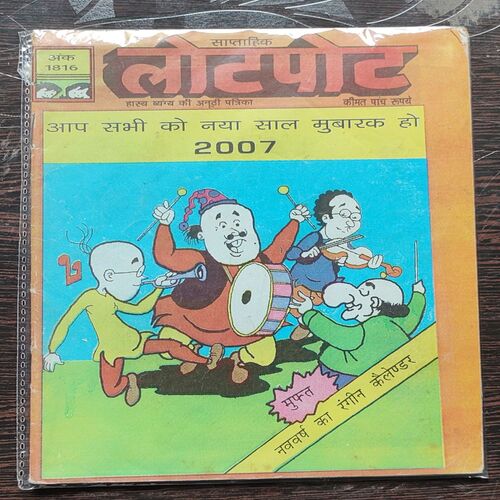 अंक
1816
साप्ताहिक
लोटपोट
हास्य व्यंग्य की अनूठी पत्रिका
कीमत पांच रूपये
आप सभी को नया साल मुबारक हो
2007
मुफ्त
नववर्ष का रंगीन कैलेण्डर